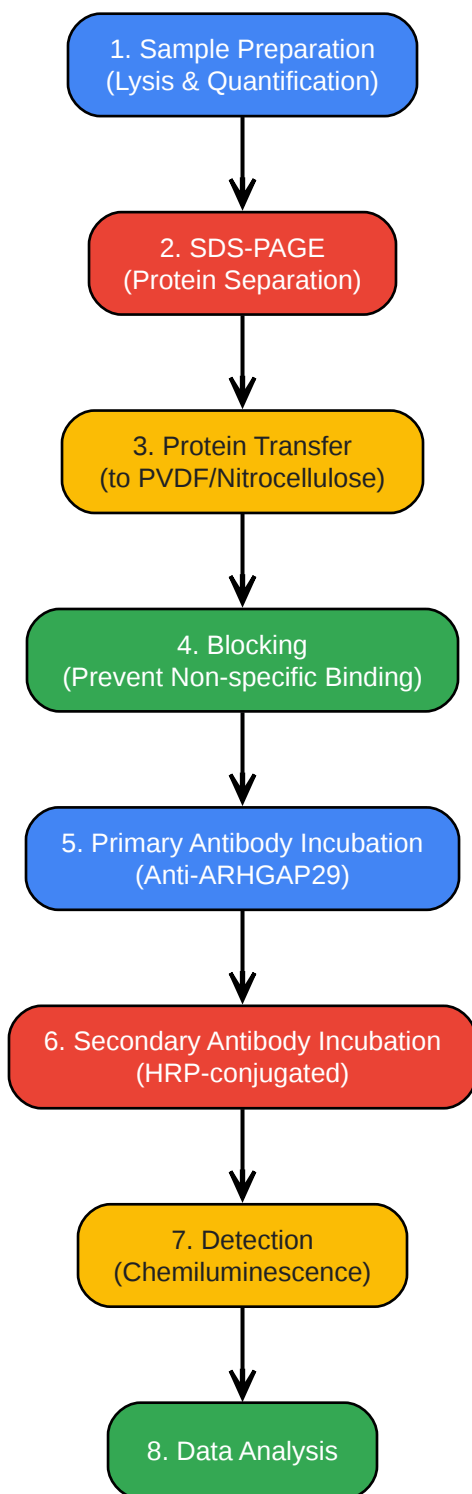 1. Sample Preparation
(Lysis & Quantification)
2. SDS-PAGE
(Protein Separation)
3. Protein Transfer
(to PVDF/Nitrocellulose)
4. Blocking
(Prevent Non-specific Binding)
5. Primary Antibody Incubation
(Anti-ARHGAP29)
6. Secondary Antibody Incubation
(HRP-conjugated)
7. Detection
(Chemiluminescence)
8. Data Analysis